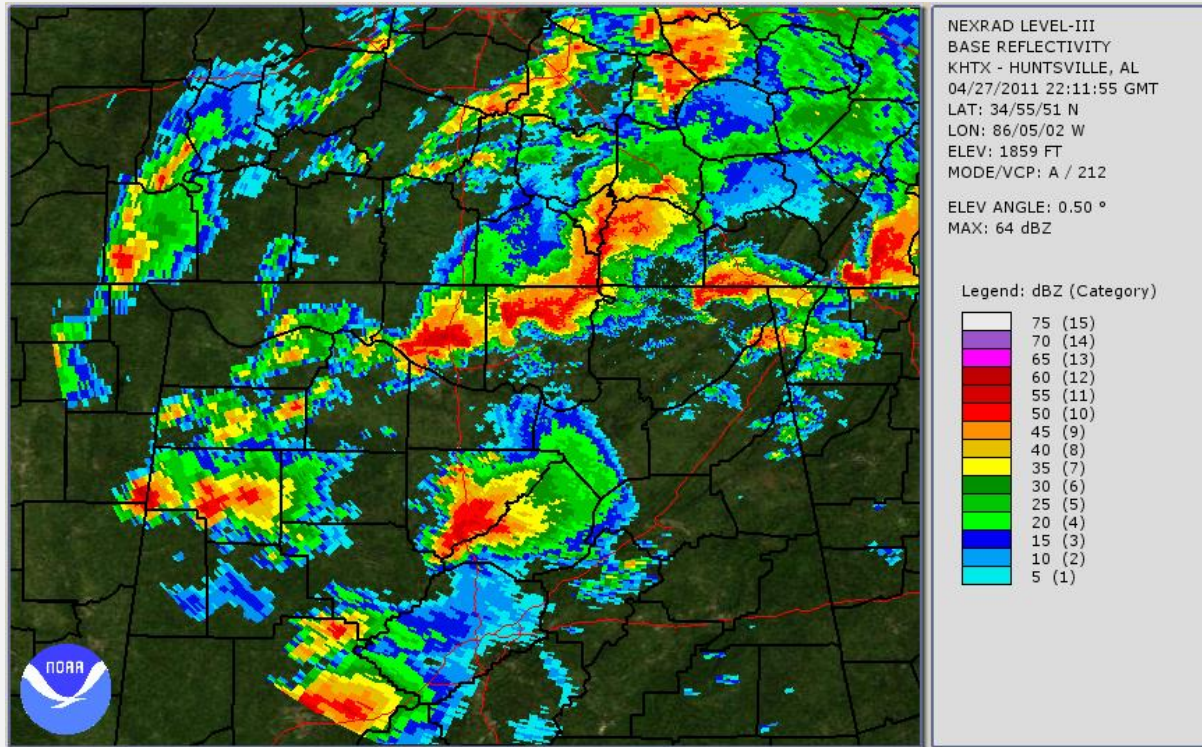 NEXRAD LEVEL-III
BASE REFLECTIVITY
KHTX - HUNTSVILLE, AL
04/27/2011 22:11:55 GMT
LAT: 34/55/51 N
LON: 86/05/02 W
ELEV: 1859 FT
MODE/VCP: A / 212
ELEV ANGLE: 0.50 °
MAX: 64 dBZ
Legend: dBZ (Category)
75 (15)
70 (14)
65 (13)
60 (12)
55 (11)
50 (10)
45 (9)
40 (8)
35 (7)
30 (6)
25 (5)
20 (4)
15 (3)
10 (2)
5 (1)
NOAA